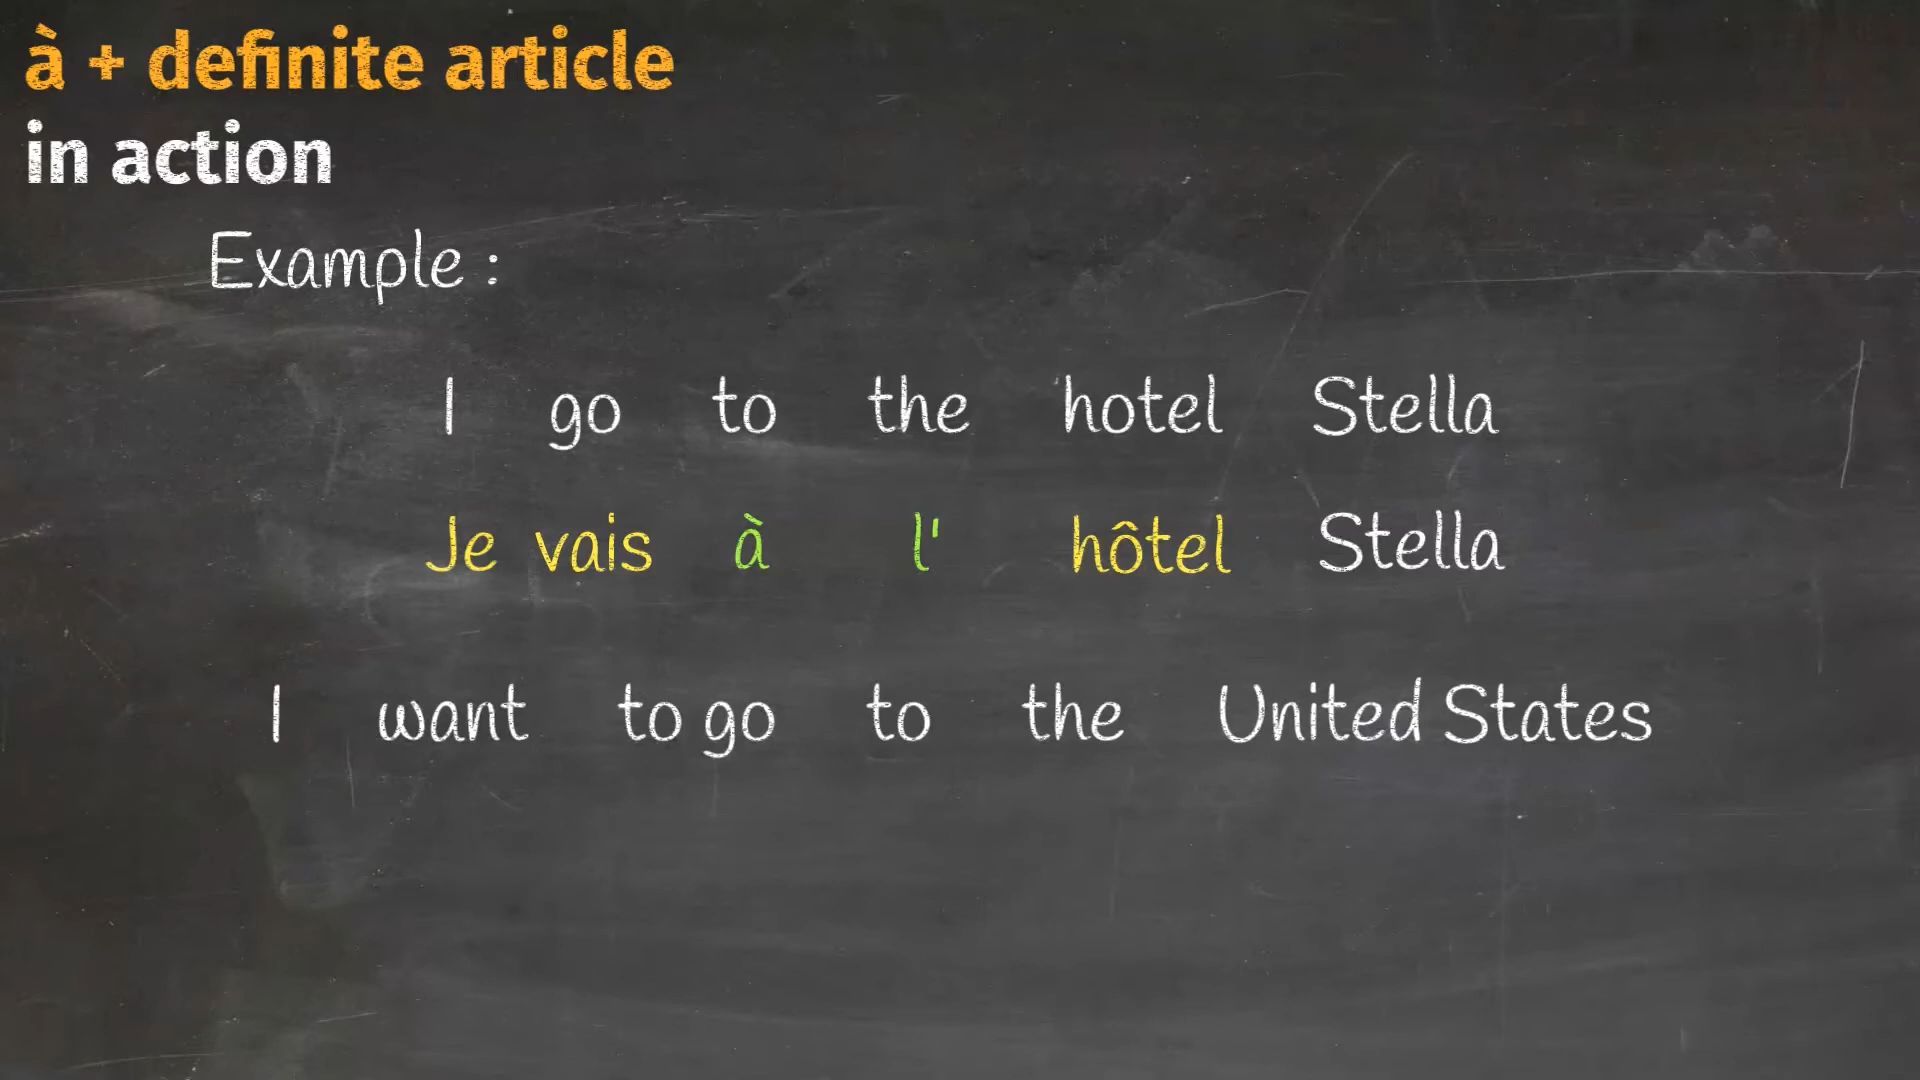 à + definite article
in action
Example :
I go to the hotel Stella
Je vais à l' hôtel Stella
I want to go to the United States